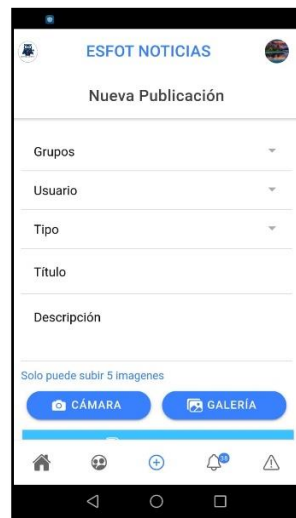 ESFOT NOTICIAS
Nueva Publicación
Grupos
Usuario
Tipo
Título
Descripción
Solo puede subir 5 imagenes
CÁMARA
GALERÍA